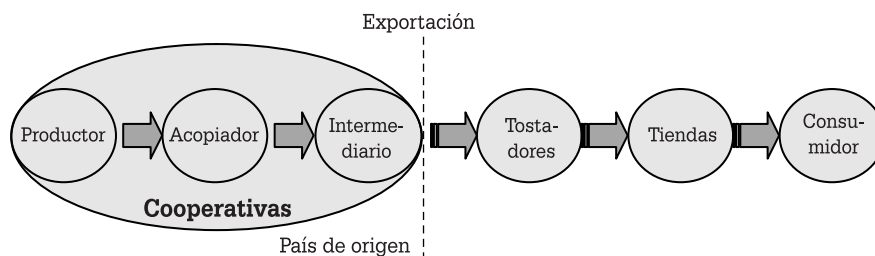 Exportación
Productor
Acopiador
Interme-
diario
Tosta-
dores
Tiendas
Consu-
midor
Cooperativas
País de origen